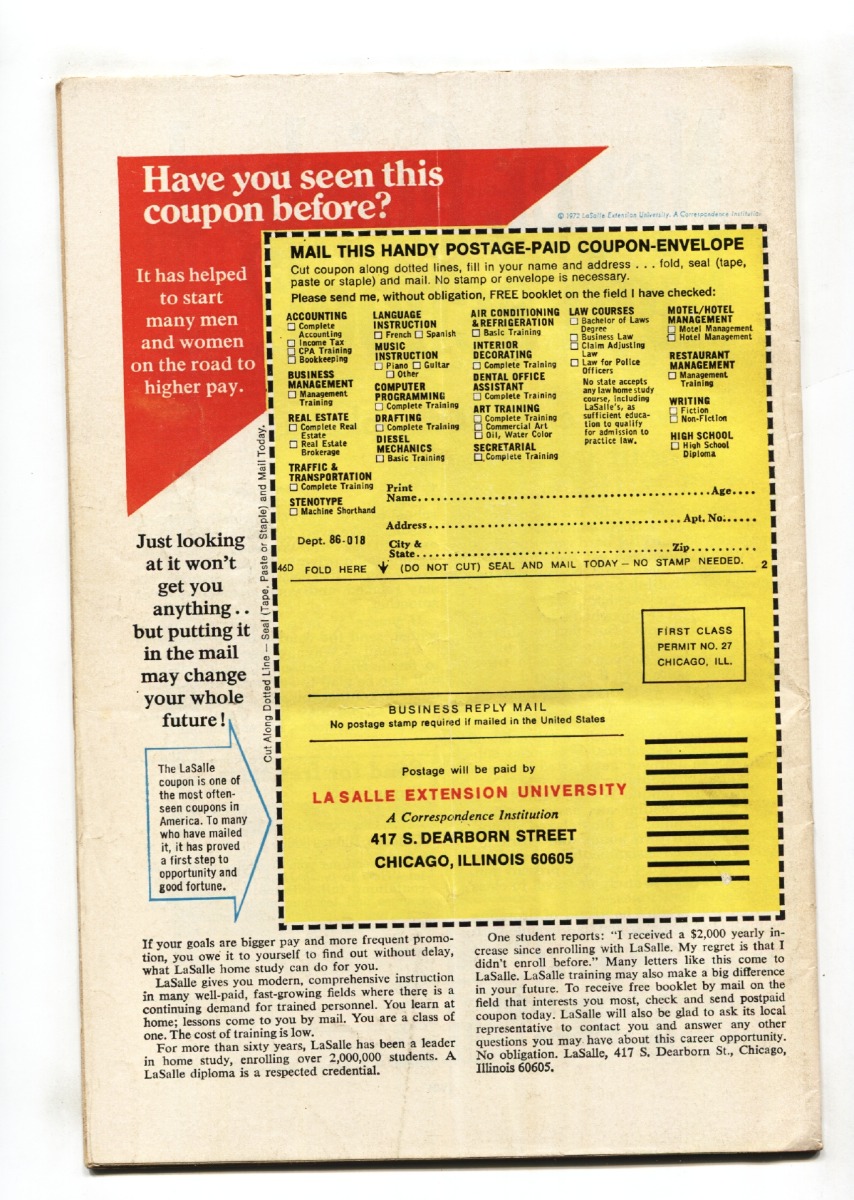 Have you seen this
coupon before?
© 1972 LaSalle Extension University. A Correspondence Institution
It has helped
to start
many men
and women
on the road to
higher pay.
Just looking
at it won't
get you
anything . .
but putting it
in the mail
may change
your whole
future!
The LaSalle
coupon is one of
the most often-
seen coupons in
America. To many
who have mailed
it, it has proved
a first step to
opportunity and
good fortune.
Cut Along Dotted Line — Seal (Tape, Paste or Staple) and Mail Today.
MAIL THIS HANDY POSTAGE-PAID COUPON-ENVELOPE
Cut coupon along dotted lines, fill in your name and address . . . fold, seal (tape,
paste or staple) and mail. No stamp or envelope is necessary.
Please send me, without obligation, FREE booklet on the field I have checked:
ACCOUNTING
☐ Complete
Accounting
☐ Income Tax
☐ CPA Training
☐ Bookkeeping
BUSINESS
MANAGEMENT
☐ Management
Training
REAL ESTATE
☐ Complete Real
Estate
☐ Real Estate
Brokerage
TRAFFIC &
TRANSPORTATION
☐ Complete Training
STENOTYPE
☐ Machine Shorthand
LANGUAGE
INSTRUCTION
☐ French ☐ Spanish
MUSIC
INSTRUCTION
☐ Piano ☐ Guitar
☐ Other
COMPUTER
PROGRAMMING
☐ Complete Training
DRAFTING
☐ Complete Training
DIESEL
MECHANICS
☐ Basic Training
AIR CONDITIONING
& REFRIGERATION
☐ Basic Training
INTERIOR
DECORATING
☐ Complete Training
DENTAL OFFICE
ASSISTANT
☐ Complete Training
ART TRAINING
☐ Complete Training
☐ Commercial Art
☐ Oil, Water Color
SECRETARIAL
☐ Complete Training
LAW COURSES
☐ Bachelor of Laws
Degree
☐ Business Law
☐ Claim Adjusting
Law
☐ Law for Police
Officers
No state accepts
any law home study
course, including
LaSalle's, as
sufficient educa-
tion to qualify
for admission to
practice law.
MOTEL/HOTEL
MANAGEMENT
☐ Motel Management
☐ Hotel Management
RESTAURANT
MANAGEMENT
☐ Management
Training
WRITING
☐ Fiction
☐ Non-Fiction
HIGH SCHOOL
☐ High School
Diploma
Print
Name.......... Age....
Address.......... Apt. No......
Dept. 86-018
City &
State.......... Zip..........
46D FOLD HERE ↓ (DO NOT CUT) SEAL AND MAIL TODAY — NO STAMP NEEDED. 2
FIRST CLASS
PERMIT NO. 27
CHICAGO, ILL.
BUSINESS REPLY MAIL
No postage stamp required if mailed in the United States
Postage will be paid by
LA SALLE EXTENSION UNIVERSITY
A Correspondence Institution
417 S. DEARBORN STREET
CHICAGO, ILLINOIS 60605
If your goals are bigger pay and more frequent promo-
tion, you owe it to yourself to find out without delay,
what LaSalle home study can do for you.
LaSalle gives you modern, comprehensive instruction
in many well-paid, fast-growing fields where there is a
continuing demand for trained personnel. You learn at
home; lessons come to you by mail. You are a class of
one. The cost of training is low.
For more than sixty years, LaSalle has been a leader
in home study, enrolling over 2,000,000 students. A
LaSalle diploma is a respected credential.
One student reports: "I received a $2,000 yearly in-
crease since enrolling with LaSalle. My regret is that I
didn't enroll before." Many letters like this come to
LaSalle. LaSalle training may also make a big difference
in your future. To receive free booklet by mail on the
field that interests you most, check and send postpaid
coupon today. LaSalle will also be glad to ask its local
representative to contact you and answer any other
questions you may have about this career opportunity.
No obligation. LaSalle, 417 S. Dearborn St., Chicago,
Illinois 60605.